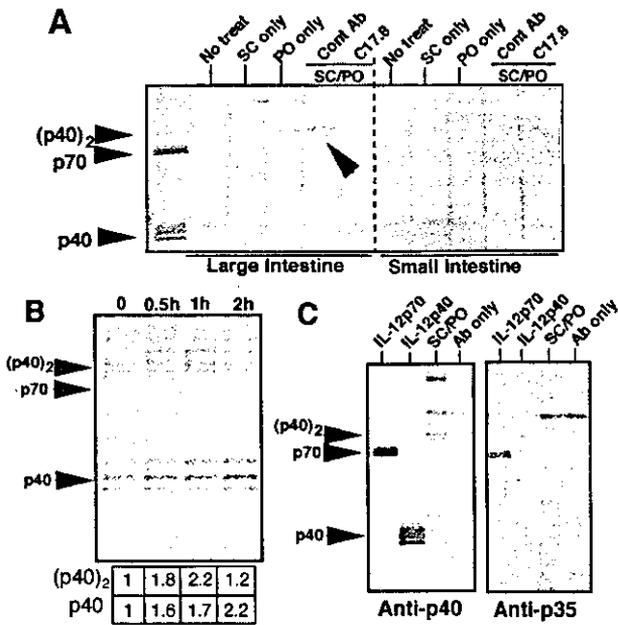 A
No treat SC only PO only Cont Ab C17.8 No treat SC only PO only Cont Ab C17.8
SC/PO SC/PO
(p40)2
p70
p40
Large Intestine Small Intestine
B
0 0.5h 1h 2h
(p40)2
p70
p40
(p40)2 1 1.8 2.2 1.2
p40 1 1.6 1.7 2.2
C
IL-12p70 IL-12p40 SC/PO Ab only IL-12p70 IL-12p40 SC/PO Ab only
(p40)2
p70
p40
Anti-p40 Anti-p35